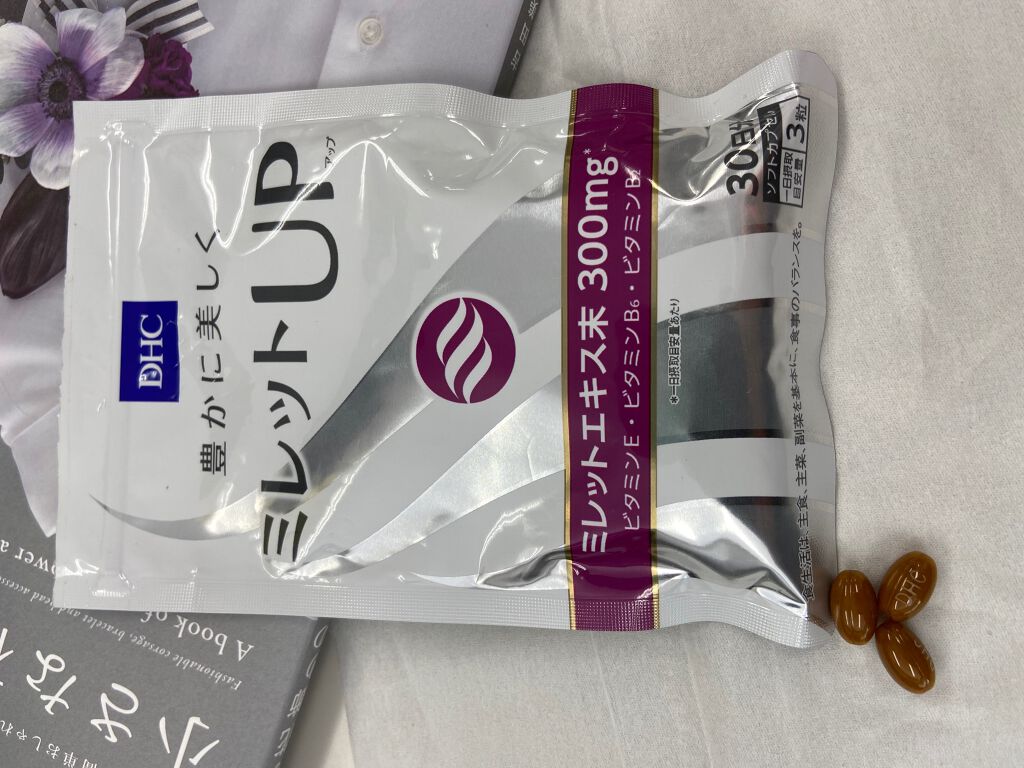 DHC
豊かに美しく
ミレットUP
アップ
ミレットエキス末 300mg*
ビタミンE・ビタミンB6・ビタミンB2
*一日摂取目安量あたり
30日分
ソフトカプセル
一日摂取
目安量
3粒
食生活は、主食、主菜、副菜を基本に、食事のバランスを。
DHC
A book of
Fashionable corsage, bracelet and head accessories
小さな